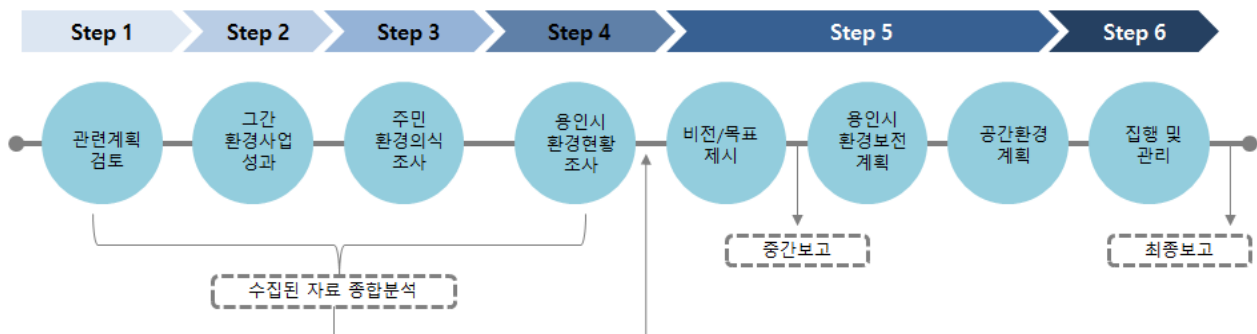 Step 1
Step 2
Step 3
Step 4
Step 5
Step 6
관련계획
검토
그간
환경사업
성과
주민
환경의식
조사
용인시
환경현황
조사
비전/목표
제시
용인시
환경보전
계획
공간환경
계획
집행 및
관리
중간보고
최종보고
수집된 자료 종합분석